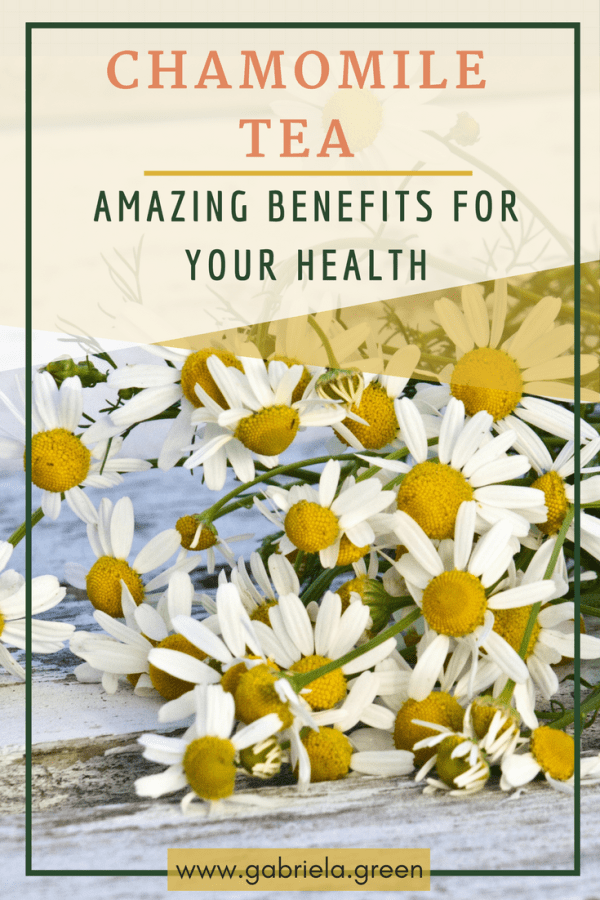 CHAMOMILE
TEA
AMAZING BENEFITS FOR
YOUR HEALTH
www.gabriela.green